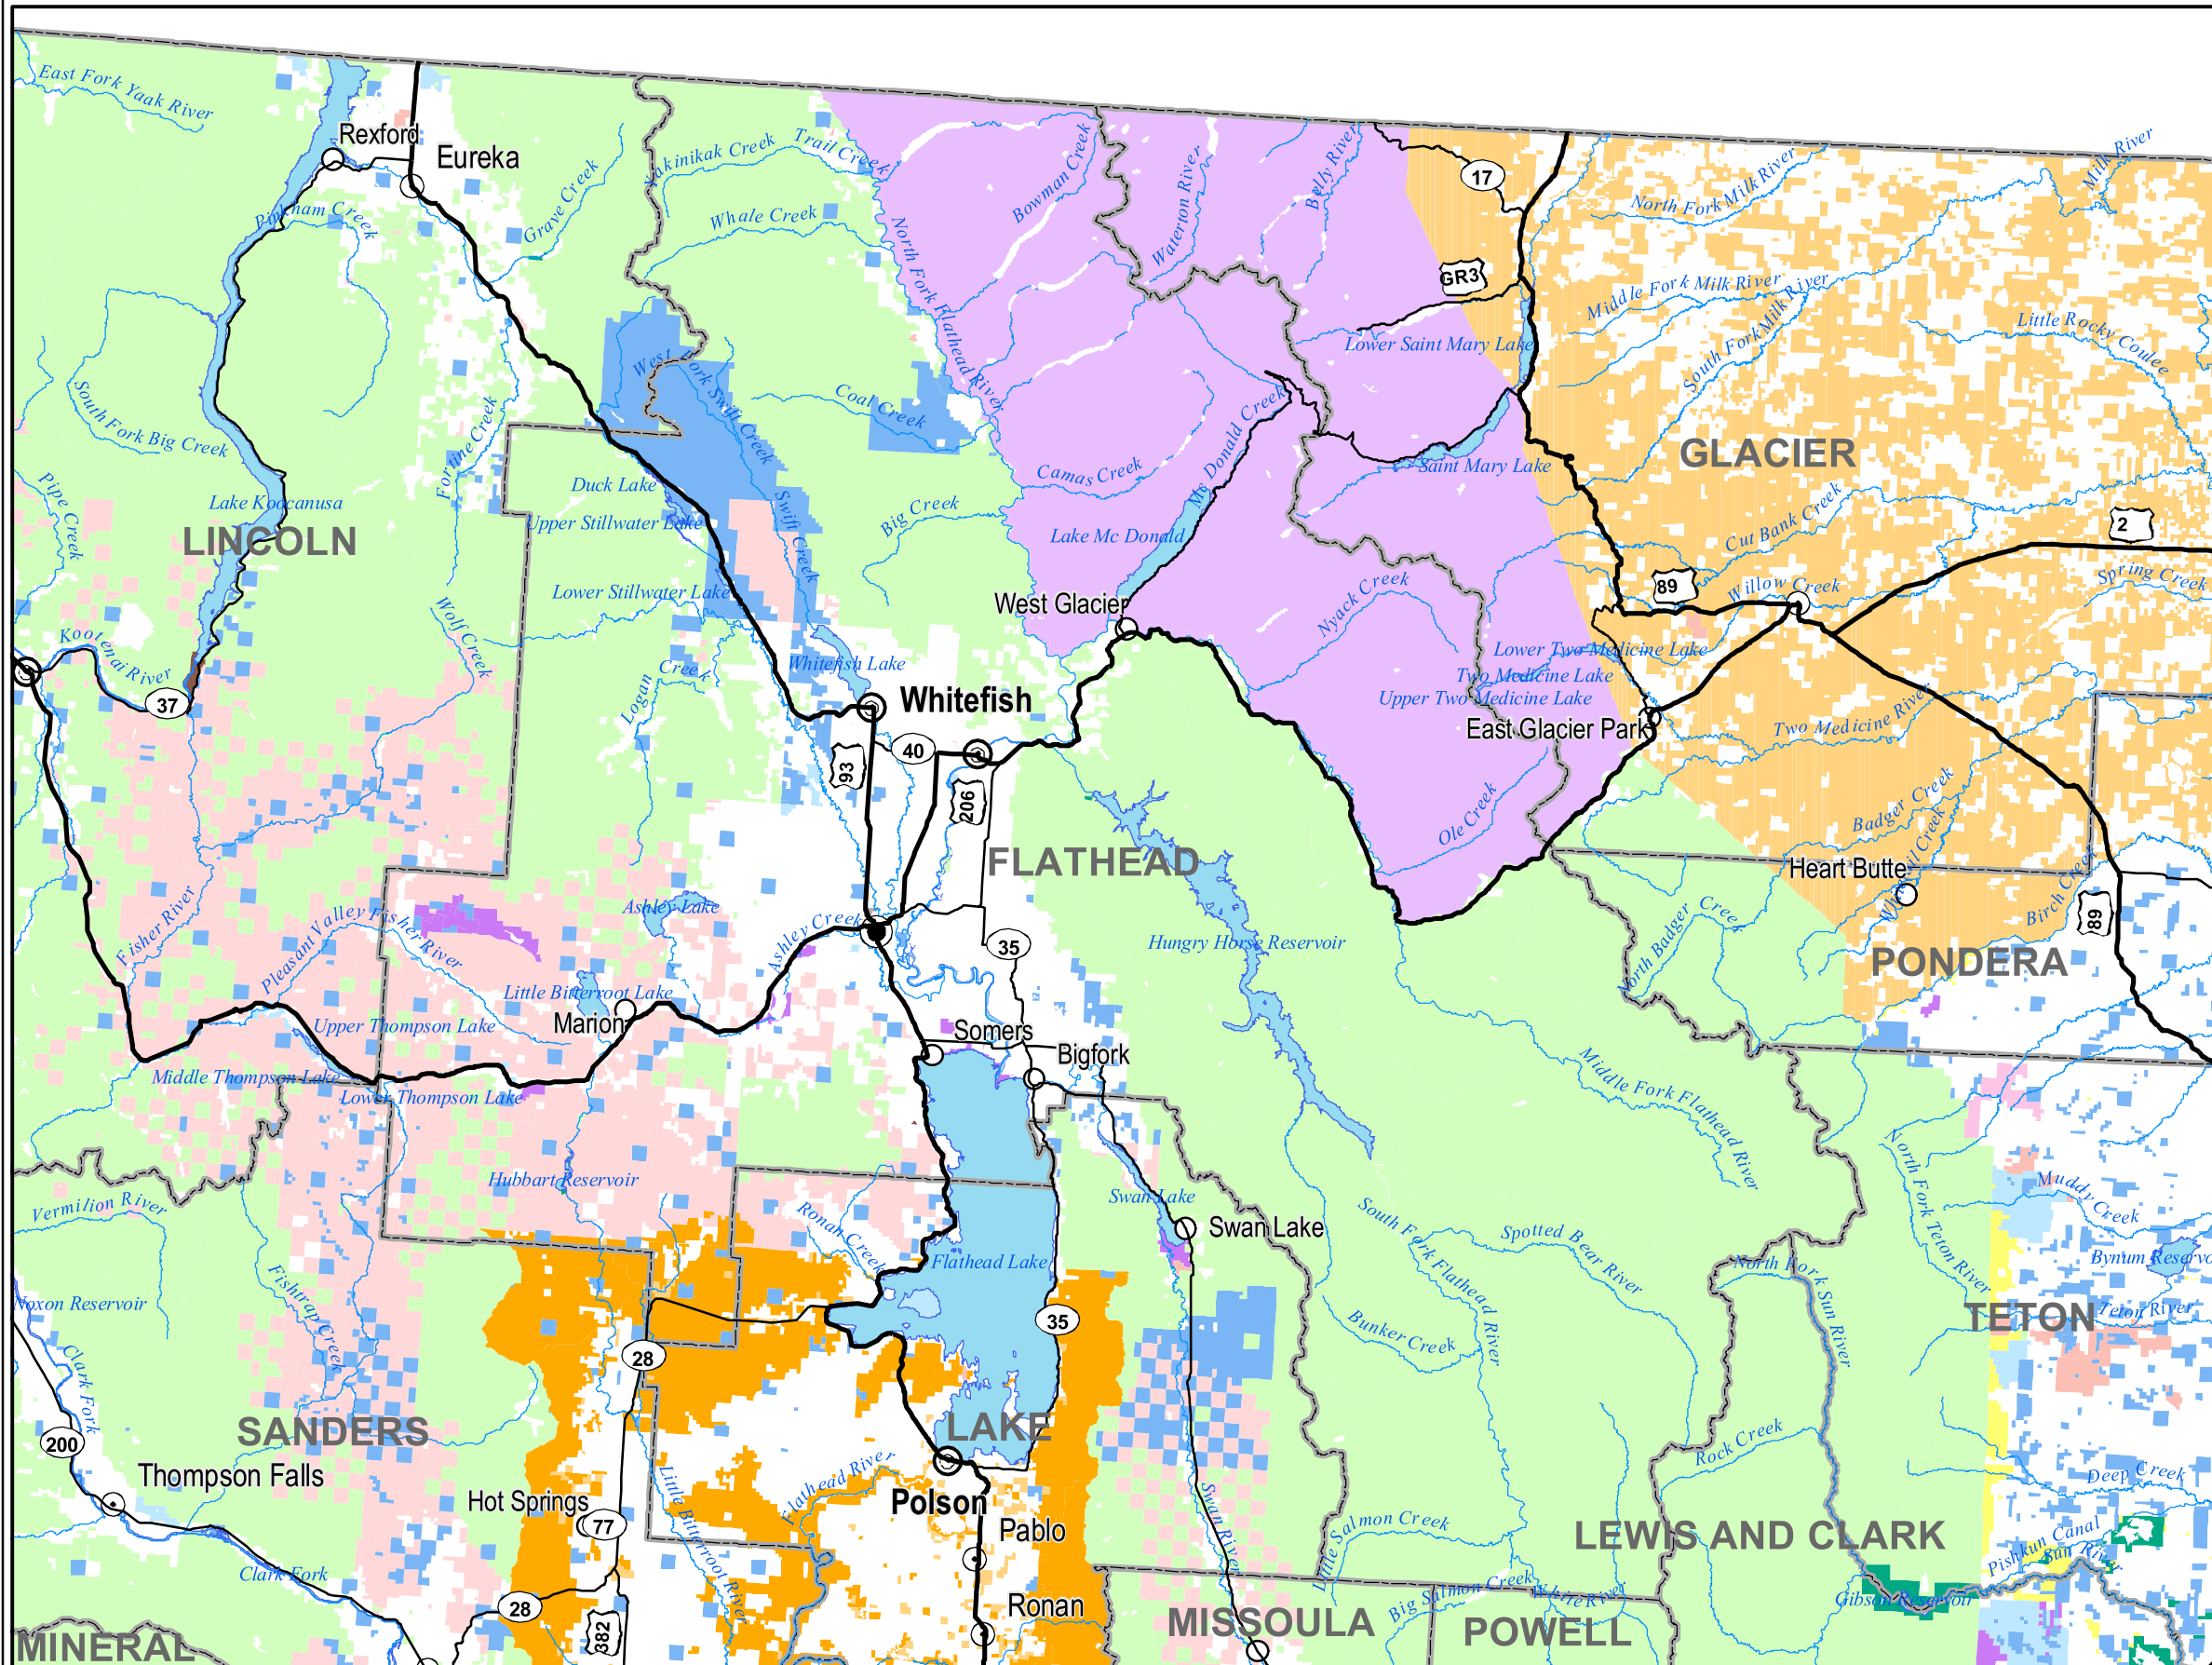 East Fork Yaak River
Rexford
Eureka
Yakinikak Creek
Trail Creek
Bowman Creek
Waterton River
Belly River
17
North Fork Milk River
Milk River
Pinkham Creek
Grave Creek
Whale Creek
North Fork Flathead River
GR3
Middle Fork Milk River
South Fork Milk River
Little Rocky Coulee
Lower Saint Mary Lake
West Fork Swift Creek
Coal Creek
South Fork Big Creek
Fortine Creek
Mc Donald Creek
GLACIER
Pipe Creek
Duck Lake
Camas Creek
Saint Mary Lake
Lake Koocanusa
Upper Stillwater Lake
Swift Creek
Big Creek
Lake Mc Donald
Cut Bank Creek
2
LINCOLN
Lower Stillwater Lake
West Glacier
Nyack Creek
89
Willow Creek
Spring Creek
Kootenai River
Wolf Creek
Whitefish Lake
Lower Two Medicine Lake
Two Medicine Lake
Upper Two Medicine Lake
37
Logan Creek
Whitefish
East Glacier Park
Two Medicine River
93
40
206
Ole Creek
Badger Creek
FLATHEAD
Heart Butte
Whitetail Creek
Birch Creek
89
Fisher River
Pleasant Valley Fisher River
Ashley Lake
Ashley Creek
35
Hungry Horse Reservoir
North Badger Creek
PONDERA
Little Bitterroot Lake
Marion
Upper Thompson Lake
Somers
Bigfork
Middle Thompson Lake
Lower Thompson Lake
Middle Fork Flathead River
Hubbart Reservoir
Vermilion River
Ronan Creek
Swan Lake
Swan Lake
South Fork Flathead River
Spotted Bear River
North Fork Teton River
Muddy Creek
Flathead Lake
North Fork Sun River
Bynum Reservo
Noxon Reservoir
Fishtrap Creek
35
Bunker Creek
TETON
Teton River
28
Clark Fork
SANDERS
LAKE
200
Rock Creek
Thompson Falls
Little Bitterroot River
Flathead River
Deep Creek
Hot Springs
77
Polson
Pablo
Swan River
Little Salmon Creek
LEWIS AND CLARK
Pishkun Canal
Sun River
Clark Fork
28
382
Ronan
Big Salmon Creek
White River
Gibson Reservoir
MINERAL
MISSOULA
POWELL